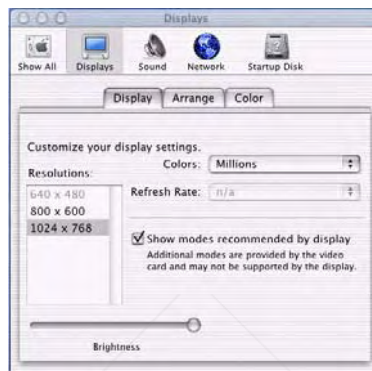 Displays
Show All Displays Sound Network Startup Disk
Display Arrange Color
Customize your display settings.
Colors: Millions
Resolutions:
640 x 480
Refresh Rate: n/a
800 x 600
1024 x 768
Show modes recommended by display
Additional modes are provided by the video
card and may not be supported by the display.
Brightness